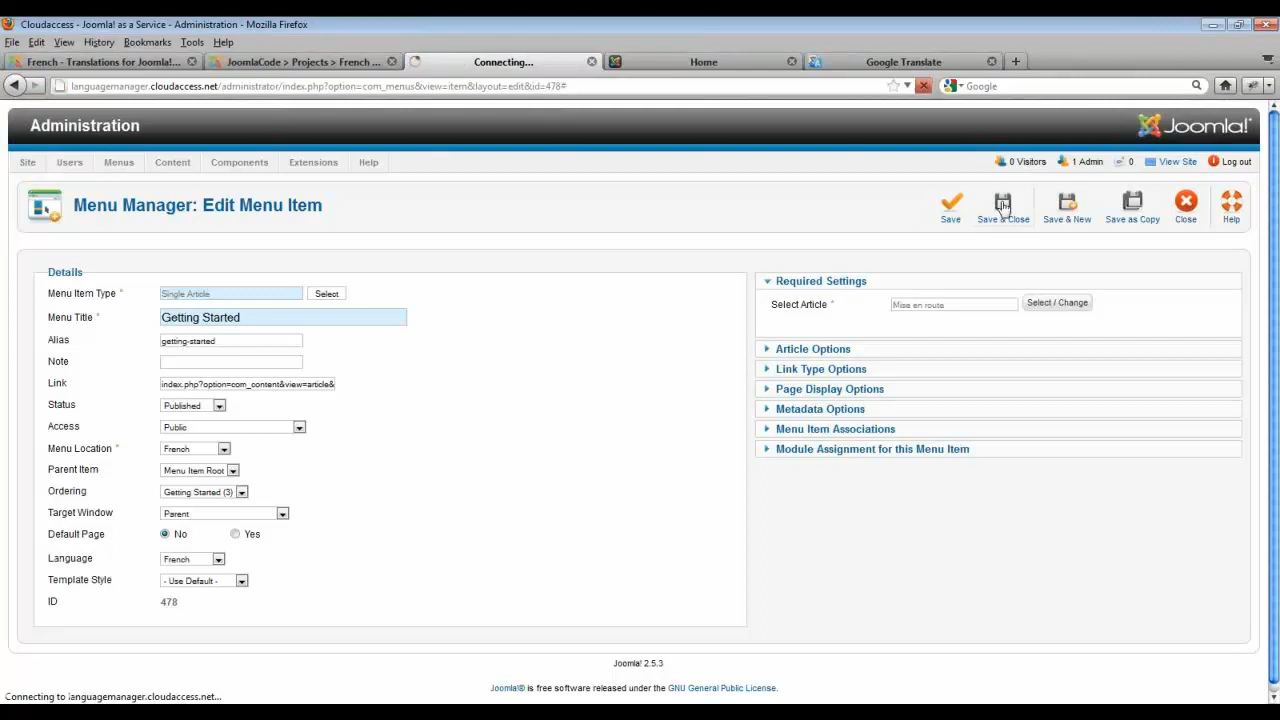 Cloudaccess - Joomla! as a Service - Administration - Mozilla Firefox
File Edit View History Bookmarks Tools Help
French - Translations for Joomla!... JoomlaCode > Projects > French ... Connecting... Home Google Translate
languagemanager.cloudaccess.net/administrator/index.php?option=com_menus&view=item&layout=edit&id=478# Google
Administration Joomla!
Site Users Menus Content Components Extensions Help 0 Visitors 1 Admin 0 View Site Log out
Menu Manager: Edit Menu Item Save Save & Close Save & New Save as Copy Close Help
Details
Menu Item Type * Single Article Select
Menu Title * Getting Started
Alias getting-started
Note
Link index.php?option=com_content&view=article&
Status Published
Access Public
Menu Location * French
Parent Item Menu Item Root
Ordering Getting Started (3)
Target Window Parent
Default Page No Yes
Language French
Template Style - Use Default -
ID 478
Required Settings
Select Article * Mise en route Select / Change
Article Options
Link Type Options
Page Display Options
Metadata Options
Menu Item Associations
Module Assignment for this Menu Item
Joomla! 2.5.3
Joomla!® is free software released under the GNU General Public License.
Connecting to languagemanager.cloudaccess.net...